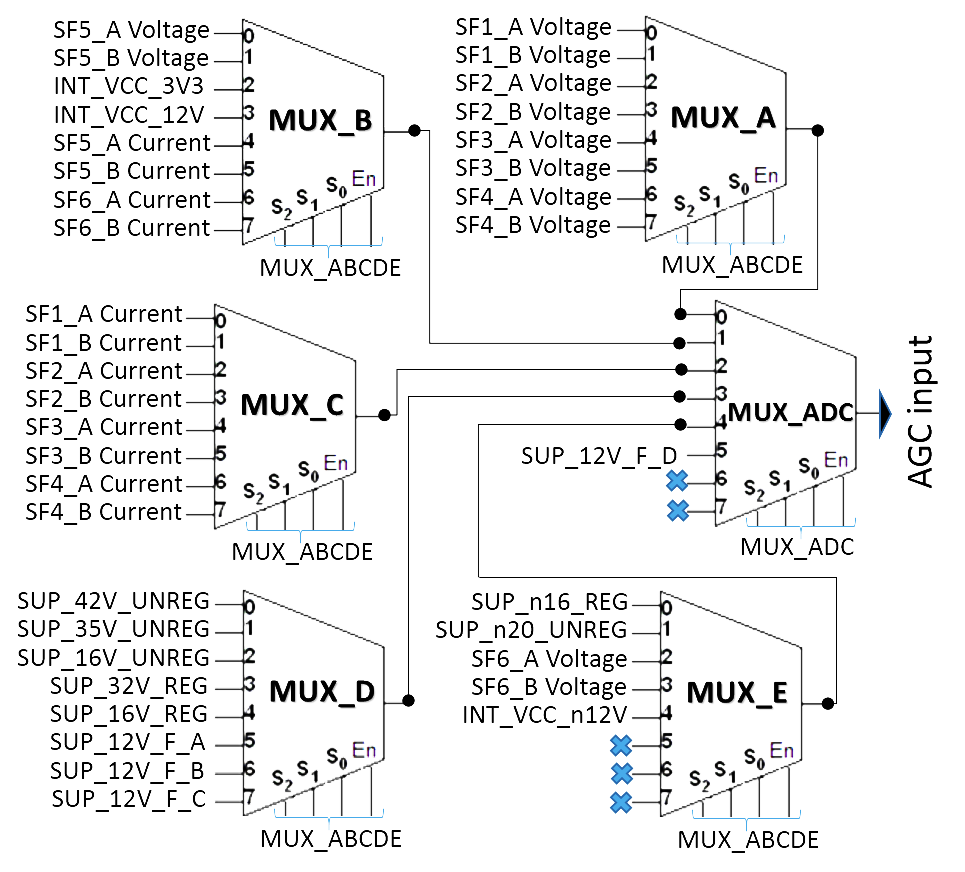 SF5_A Voltage 0
SF5_B Voltage 1
INT_VCC_3V3 2
INT_VCC_12V 3
SF5_A Current 4
SF5_B Current 5
SF6_A Current 6
SF6_B Current 7
MUX_B
S2 S1 S0 En
MUX_ABCDE
SF1_A Voltage 0
SF1_B Voltage 1
SF2_A Voltage 2
SF2_B Voltage 3
SF3_A Voltage 4
SF3_B Voltage 5
SF4_A Voltage 6
SF4_B Voltage 7
MUX_A
S2 S1 S0 En
MUX_ABCDE
SF1_A Current 0
SF1_B Current 1
SF2_A Current 2
SF2_B Current 3
SF3_A Current 4
SF3_B Current 5
SF4_A Current 6
SF4_B Current 7
MUX_C
S2 S1 S0 En
MUX_ABCDE
0
1
2
3
4
SUP_12V_F_D 5
6
7
MUX_ADC
S2 S1 S0 En
MUX_ADC
AGC input
SUP_42V_UNREG 0
SUP_35V_UNREG 1
SUP_16V_UNREG 2
SUP_32V_REG 3
SUP_16V_REG 4
SUP_12V_F_A 5
SUP_12V_F_B 6
SUP_12V_F_C 7
MUX_D
S2 S1 S0 En
MUX_ABCDE
SUP_n16_REG 0
SUP_n20_UNREG 1
SF6_A Voltage 2
SF6_B Voltage 3
INT_VCC_n12V 4
5
6
7
MUX_E
S2 S1 S0 En
MUX_ABCDE